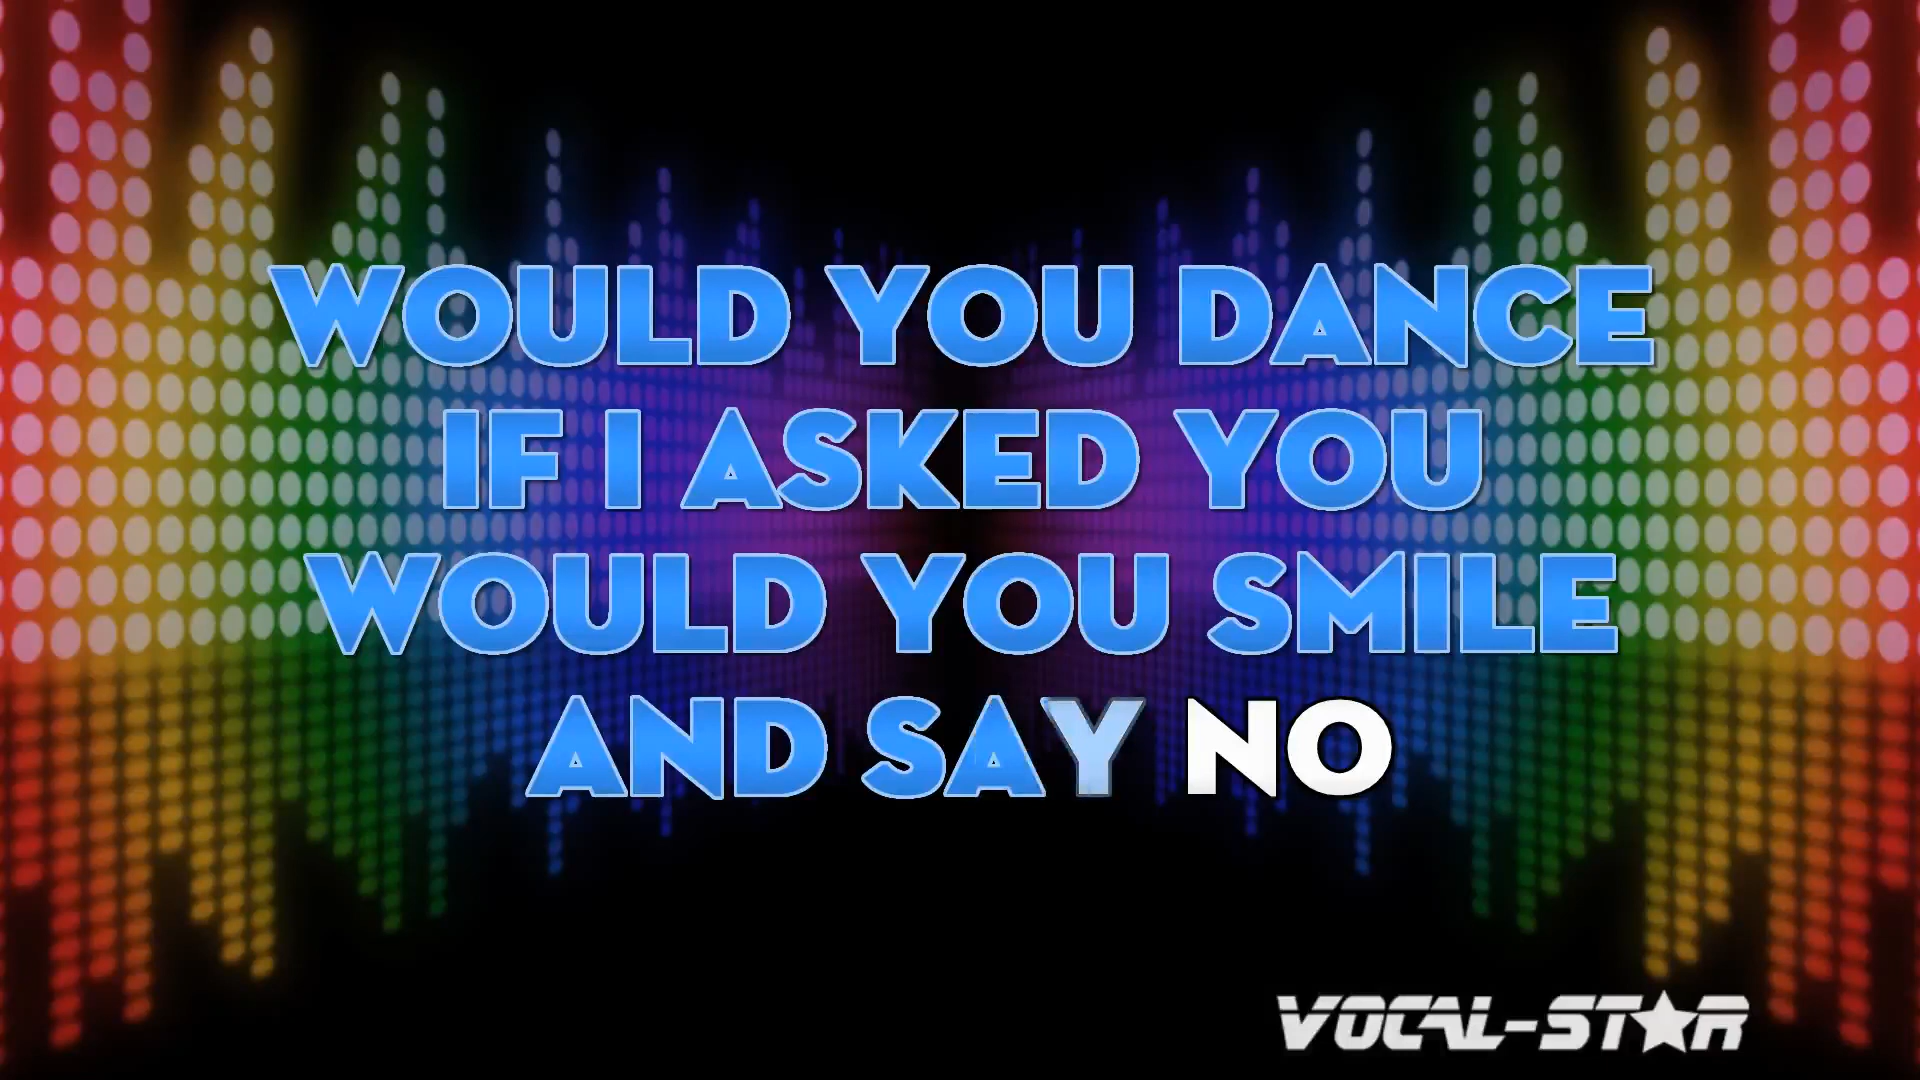 WOULD YOU DANCE
IF I ASKED YOU
WOULD YOU SMILE
AND SAY NO
VOCAL-STAR